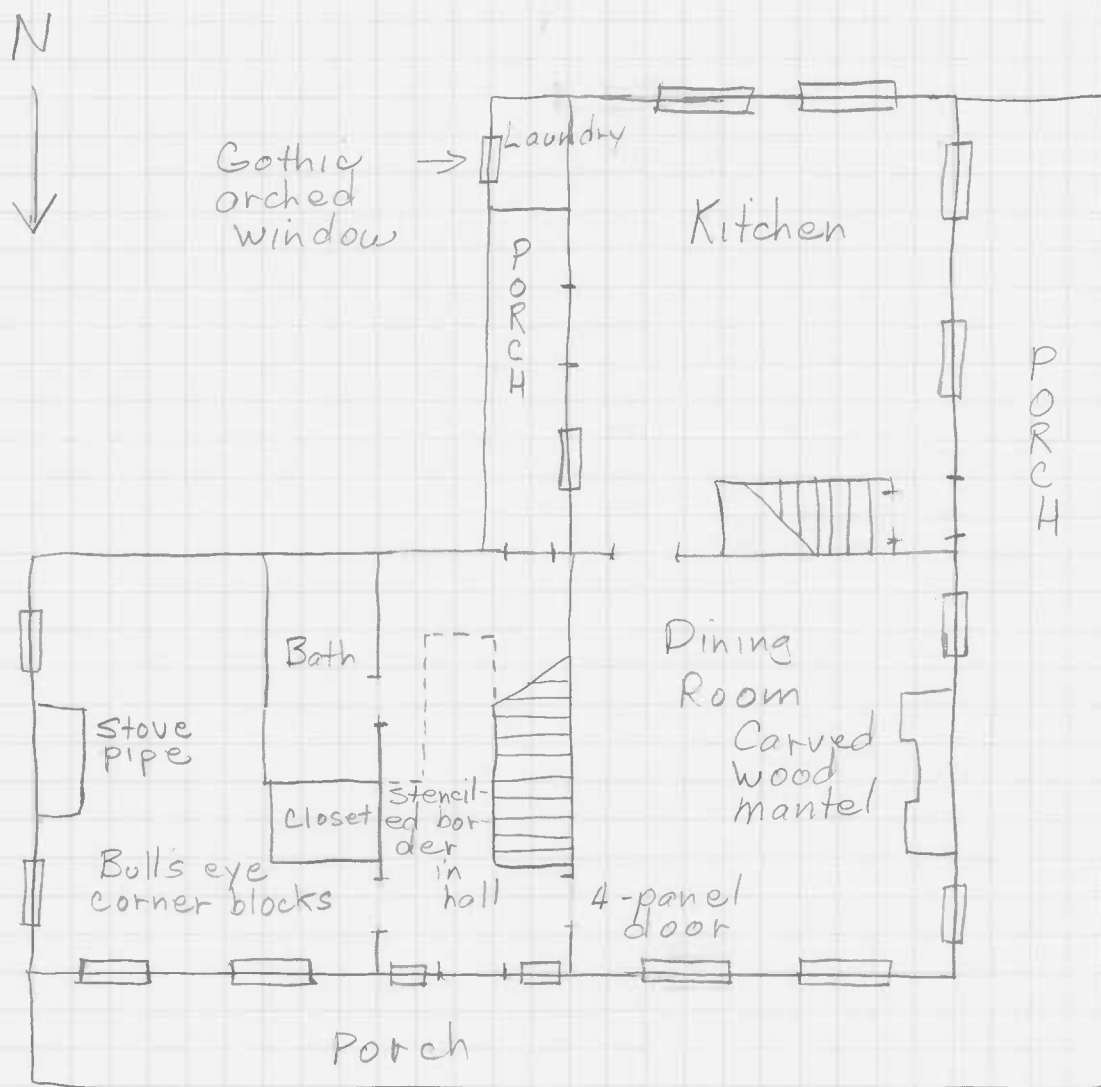 N
Gothic
arched
window
Laundry
Kitchen
PORCH
PORCH
Bath
Stove
pipe
Closet
Stencil-
ed bor-
der
in
hall
Dining
Room
Carved
wood
mantel
Bull's eye
corner blocks
4-panel
door
Porch